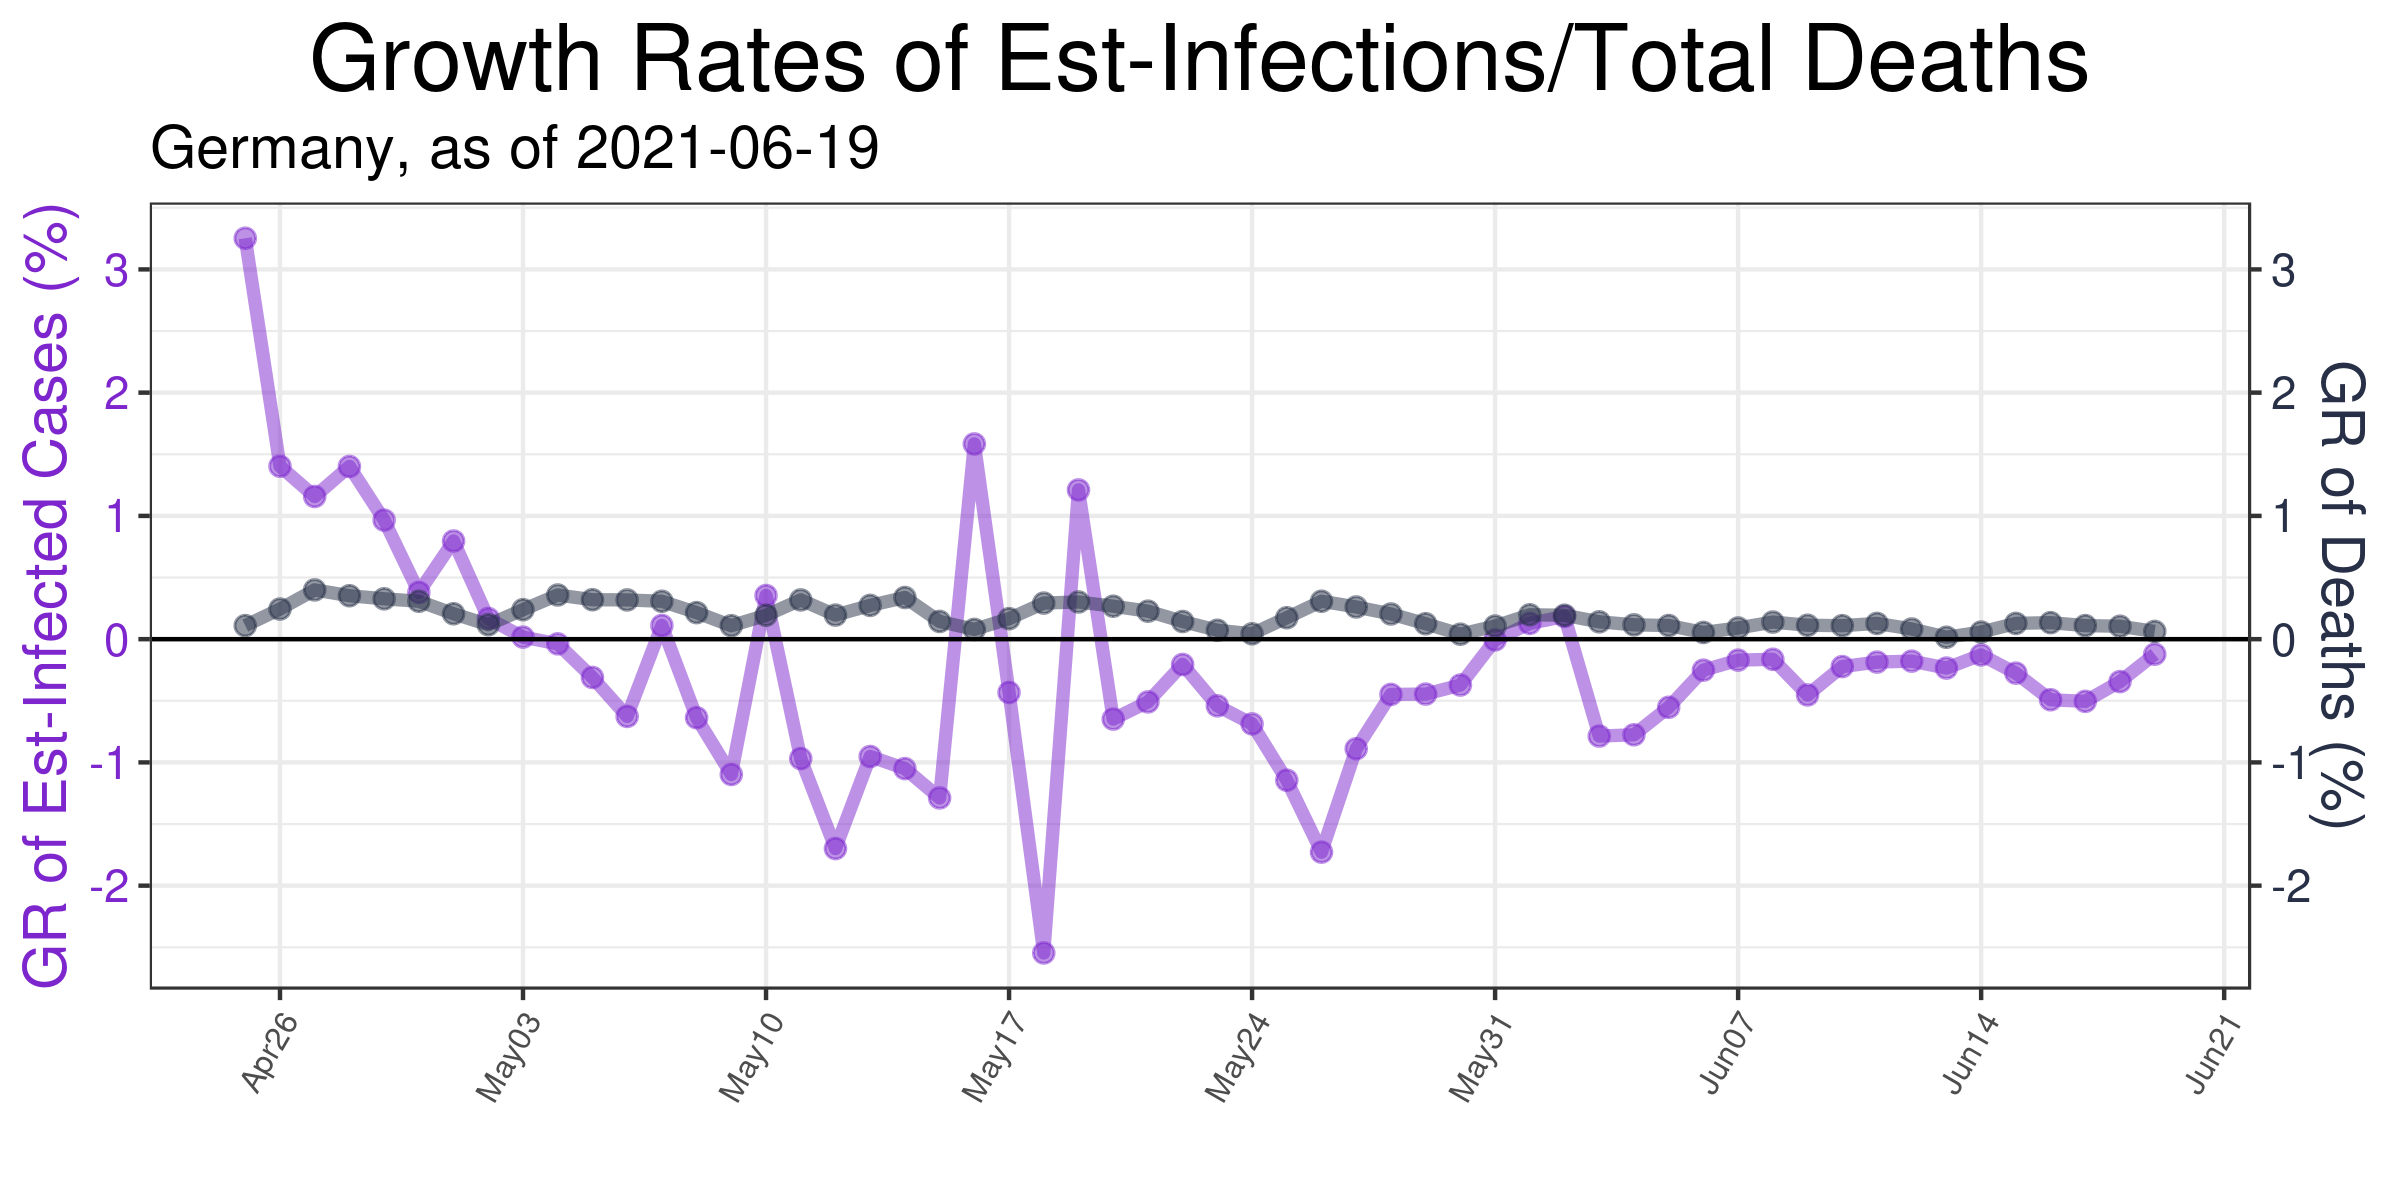 Growth Rates of Est-Infections/Total Deaths
Germany, as of 2021-06-19
GR of Est-Infected Cases (%)
3
2
1
0
-1
-2
3
2
1
0
-1
-2
GR of Deaths (%)
Apr26
May03
May10
May17
May24
May31
Jun07
Jun14
Jun21